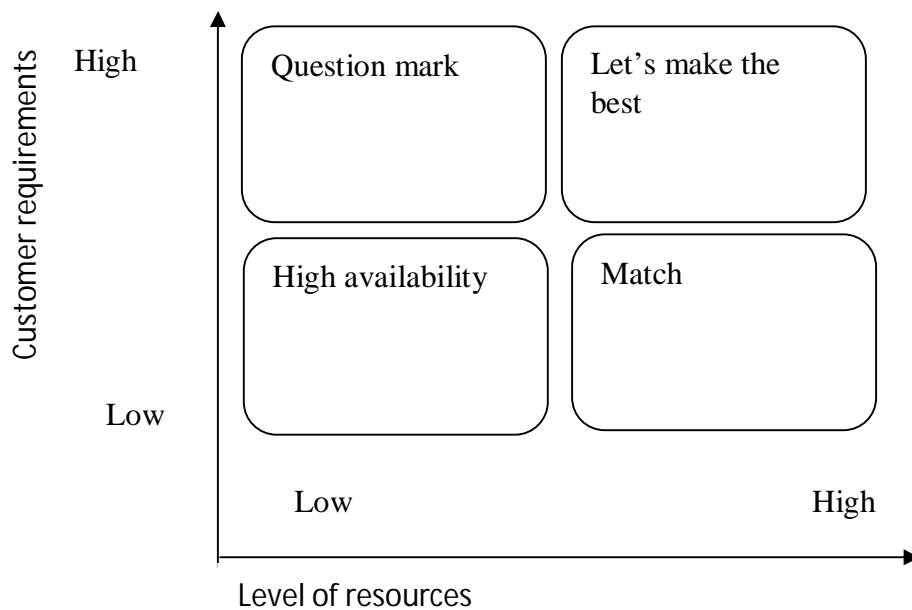 Customer requirements
High
Question mark
Let's make the
best
High availability
Match
Low
Low
High
Level of resources